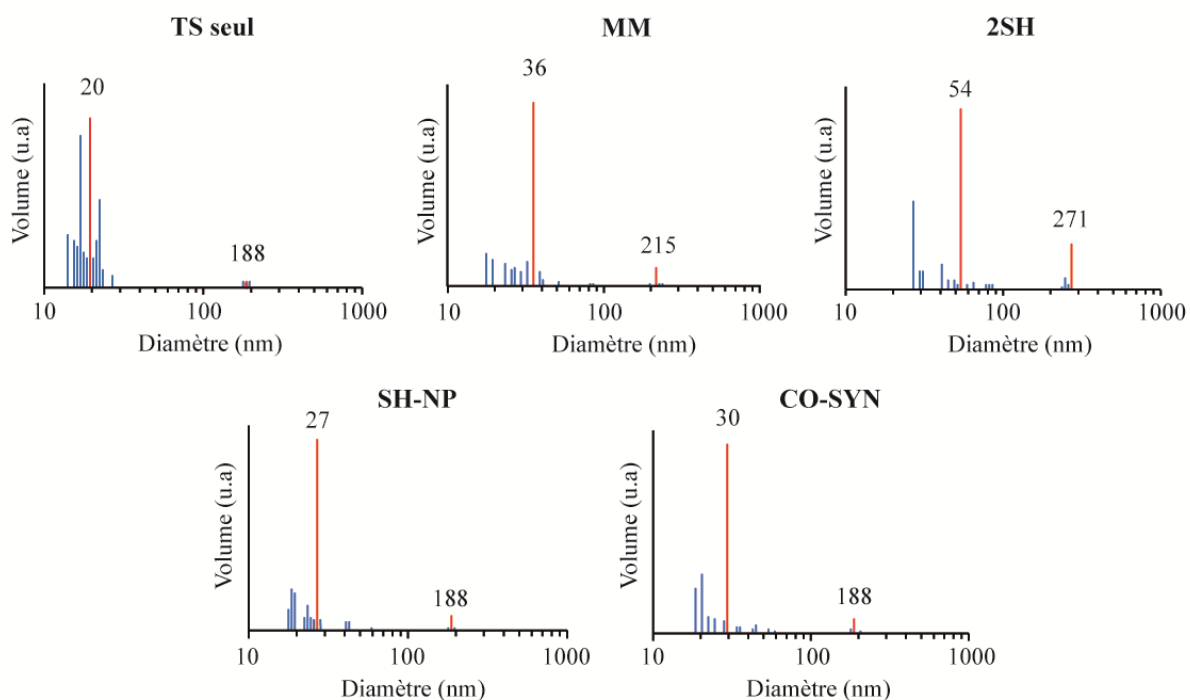 TS seul
20
188
Volume (u.a)
10 100 1000
Diamètre (nm)
MM
36
215
Volume (u.a)
10 100 1000
Diamètre (nm)
2SH
54
271
Volume (u.a)
10 100 1000
Diamètre (nm)
SH-NP
27
188
Volume (u.a)
10 100 1000
Diamètre (nm)
CO-SYN
30
188
Volume (u.a)
10 100 1000
Diamètre (nm)